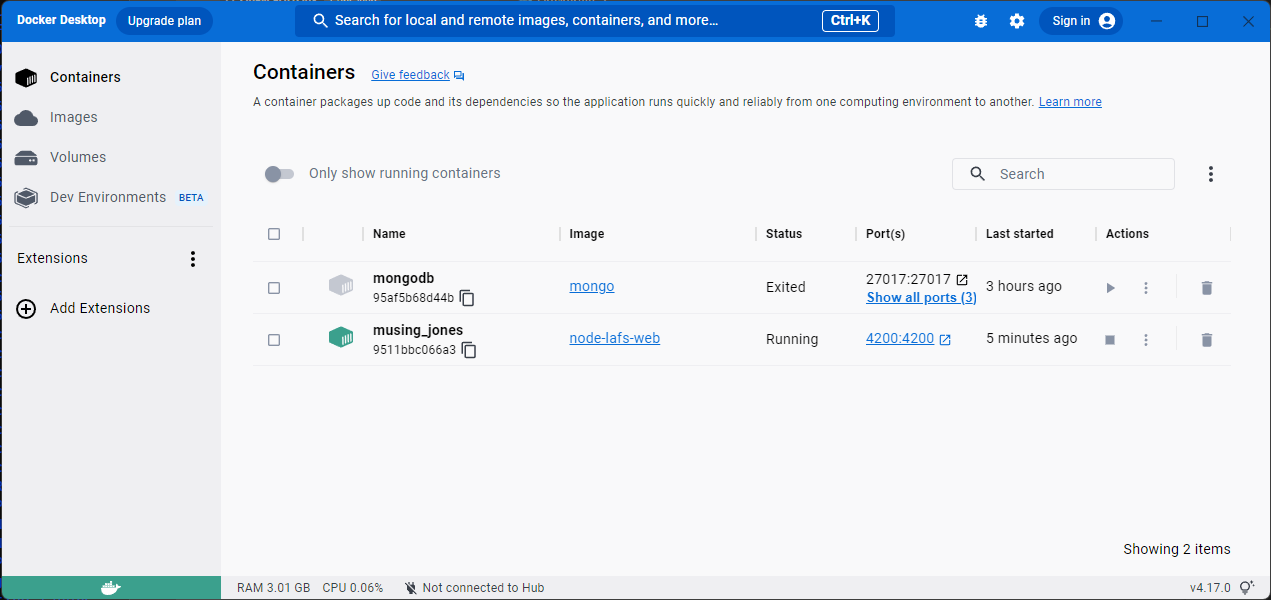 Docker Desktop Upgrade plan Search for local and remote images, containers, and more... Ctrl+K Sign in
Containers
Images
Volumes
Dev Environments BETA
Extensions
Add Extensions
Containers Give feedback
A container packages up code and its dependencies so the application runs quickly and reliably from one computing environment to another. Learn more
Only show running containers Search
Name Image Status Port(s) Last started Actions
mongodb
95af5b68d44b
mongo Exited
27017:27017
Show all ports (3)
3 hours ago
musing_jones
9511bbc066a3
node-lafs-web Running 4200:4200 5 minutes ago
Showing 2 items
RAM 3.01 GB CPU 0.06% Not connected to Hub v4.17.0